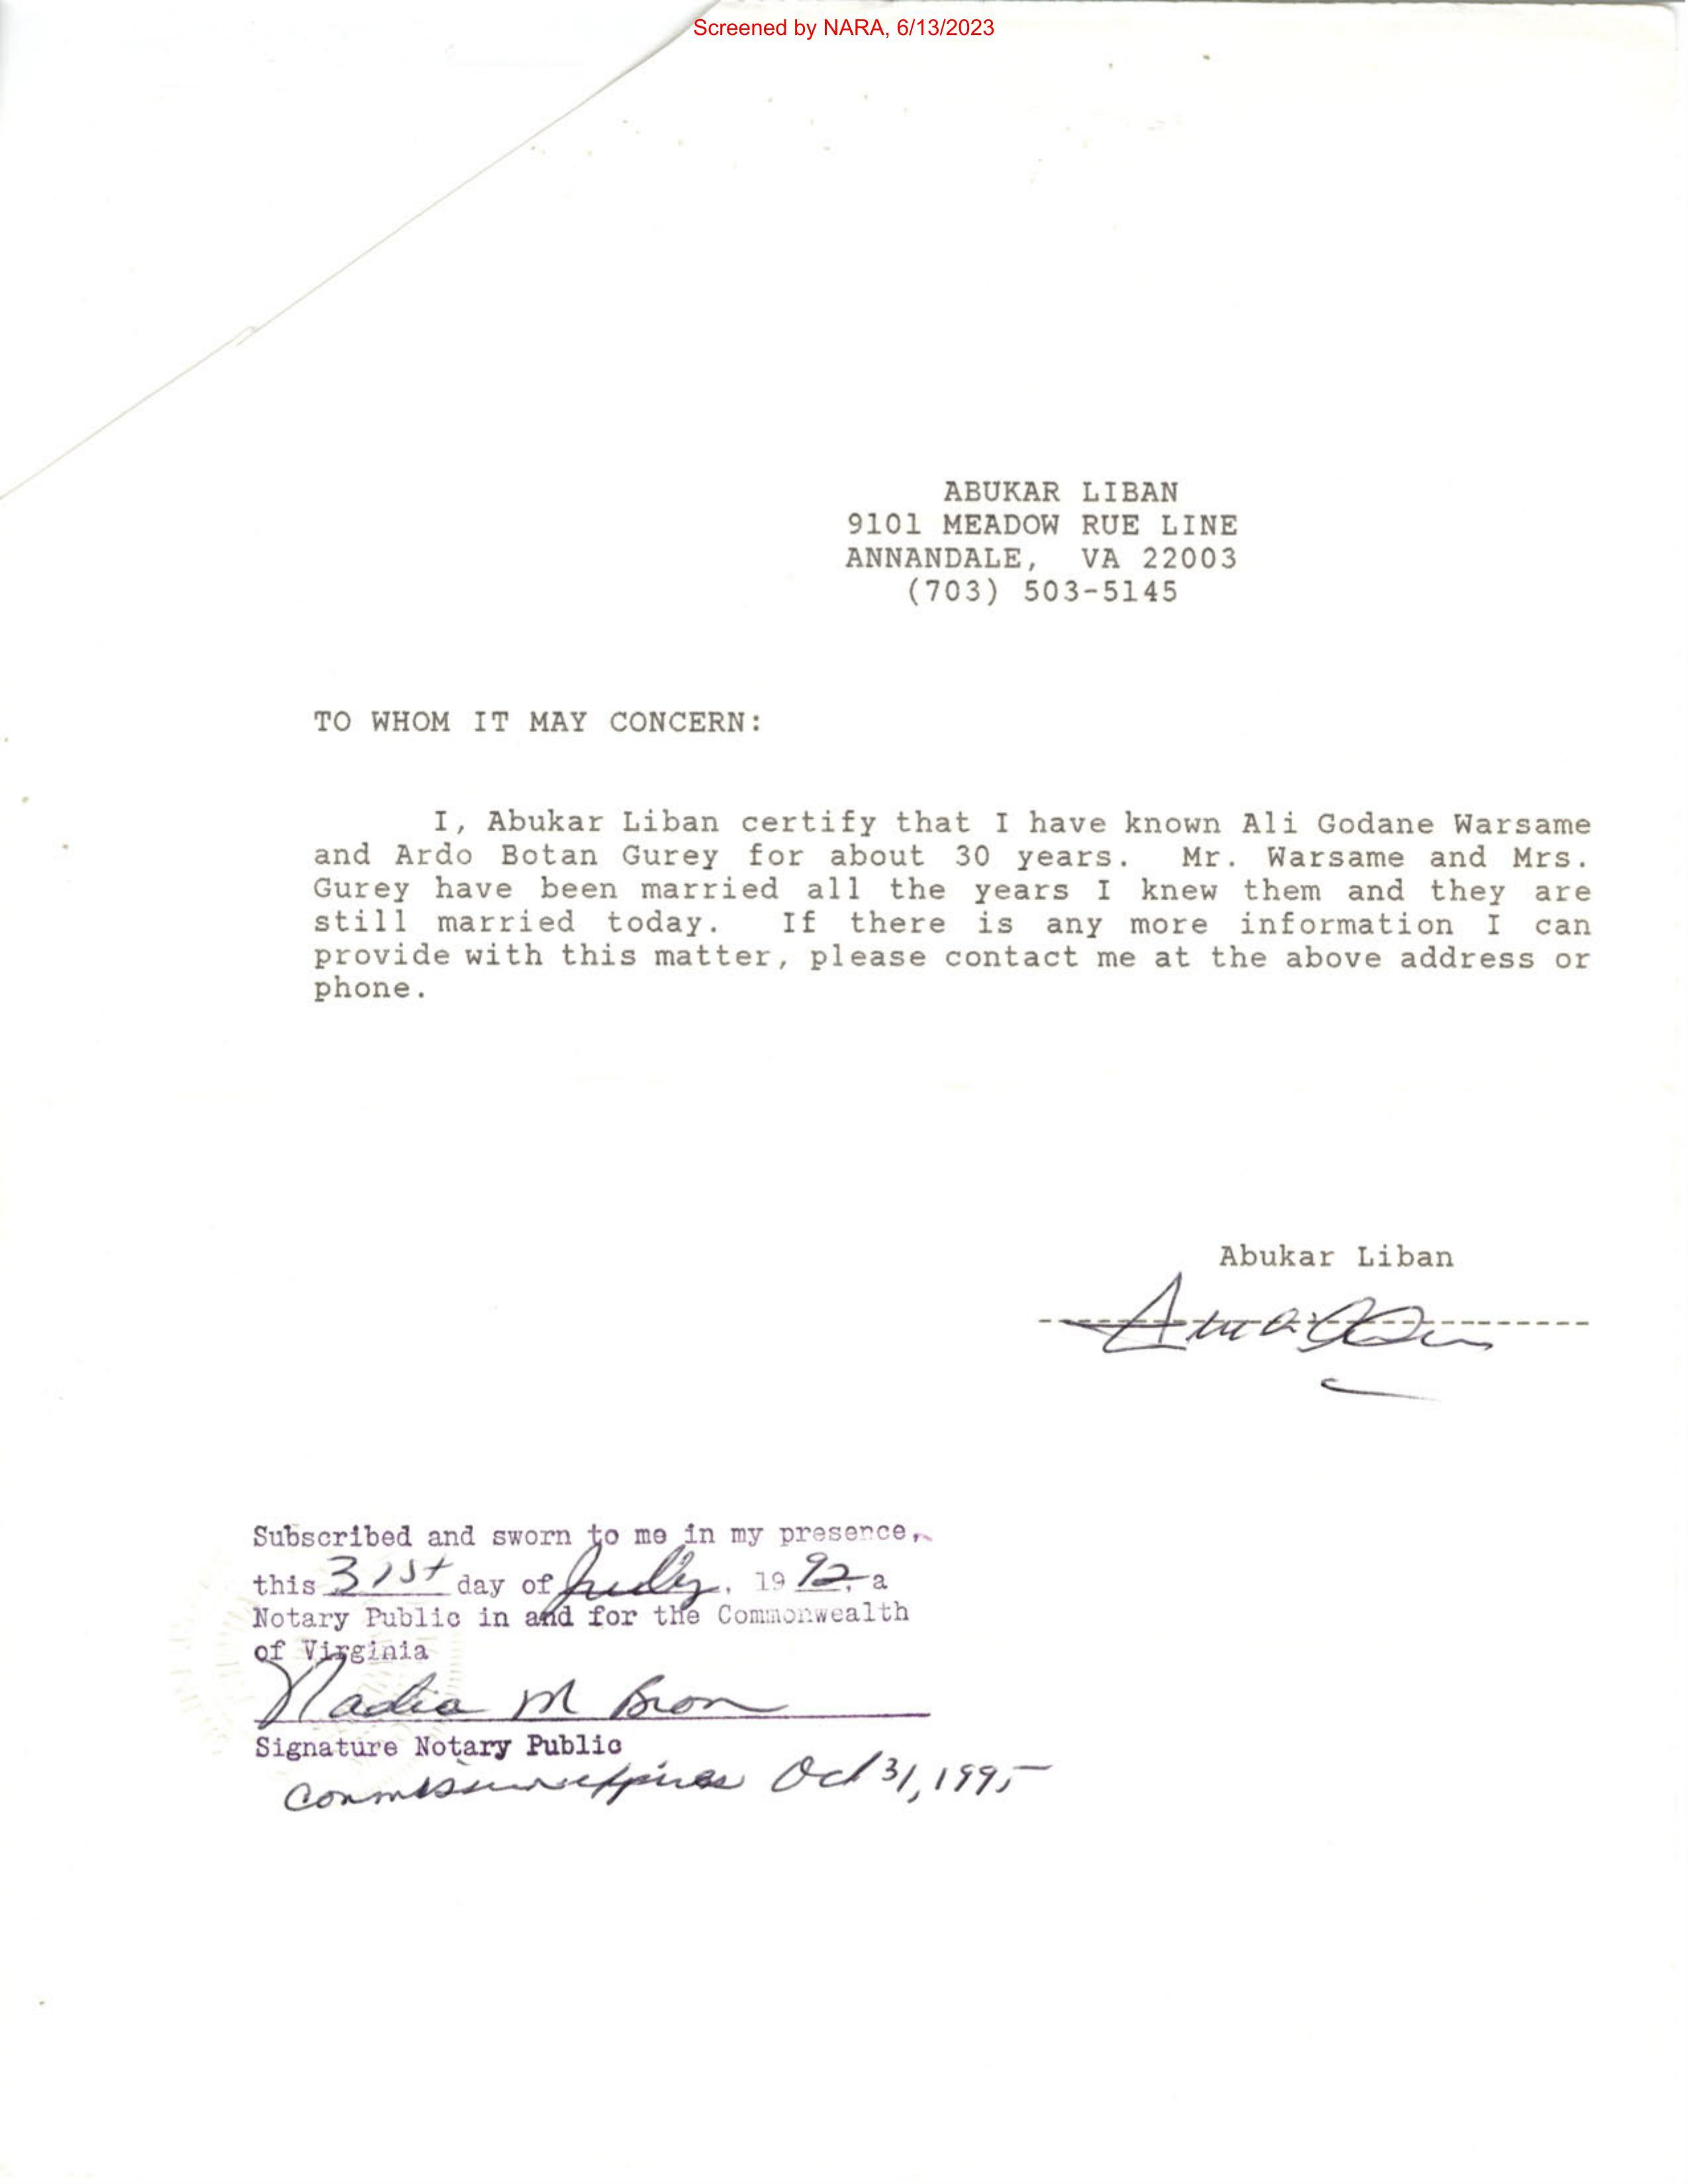 Screened by NARA, 6/13/2023
ABUKAR LIBAN
9101 MEADOW RUE LINE
ANNANDALE, VA 22003
(703) 503-5145
TO WHOM IT MAY CONCERN:
I, Abukar Liban certify that I have known Ali Godane Warsame
and Ardo Botan Gurey for about 30 years. Mr. Warsame and Mrs.
Gurey have been married all the years I knew them and they are
still married today. If there is any more information I can
provide with this matter, please contact me at the above address or
phone.
Abukar Liban
Subscribed and sworn to me in my presence,
this 31st day of July, 19 92, a
Notary Public in and for the Commonwealth
of Virginia
Nadia M Bron
Signature Notary Public
Commission expires Oct 31, 1995